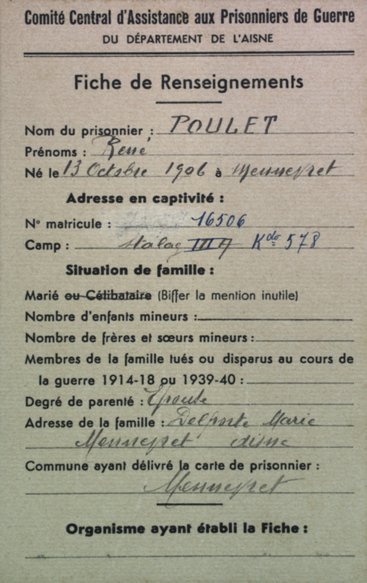 Comité Central d'Assistance aux Prisonniers de Guerre
DU DÉPARTEMENT DE L'AISNE
Fiche de Renseignements
Nom du prisonnier : POULET
Prénoms : René
Né le 13 Octobre 1906 à Mennevret
Adresse en captivité :
N° matricule : 16506
Camp : stalag Kdo 578
Situation de famille :
Marié ou Célibataire (Biffer la mention inutile)
Nombre d'enfants mineurs :
Nombre de frères et sœurs mineurs :
Membres de la famille tués ou disparus au cours de
la guerre 1914-18 ou 1939-40 :
Degré de parenté : Epouse
Adresse de la famille : Marie
Mennevret Aisne
Commune ayant délivré la carte de prisonnier :
Mennevret
Organisme ayant établi la Fiche :